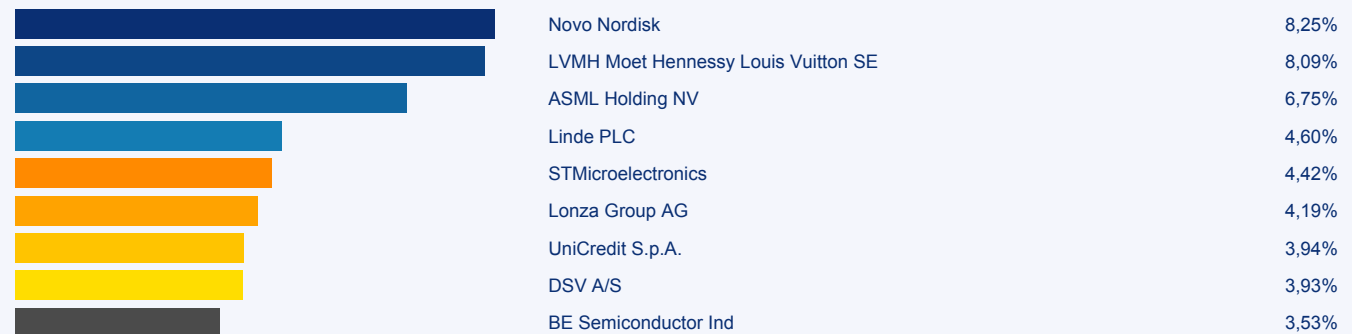 Novo Nordisk 8,25%
LVMH Moet Hennessy Louis Vuitton SE 8,09%
ASML Holding NV 6,75%
Linde PLC 4,60%
STMicroelectronics 4,42%
Lonza Group AG 4,19%
UniCredit S.p.A. 3,94%
DSV A/S 3,93%
BE Semiconductor Ind 3,53%